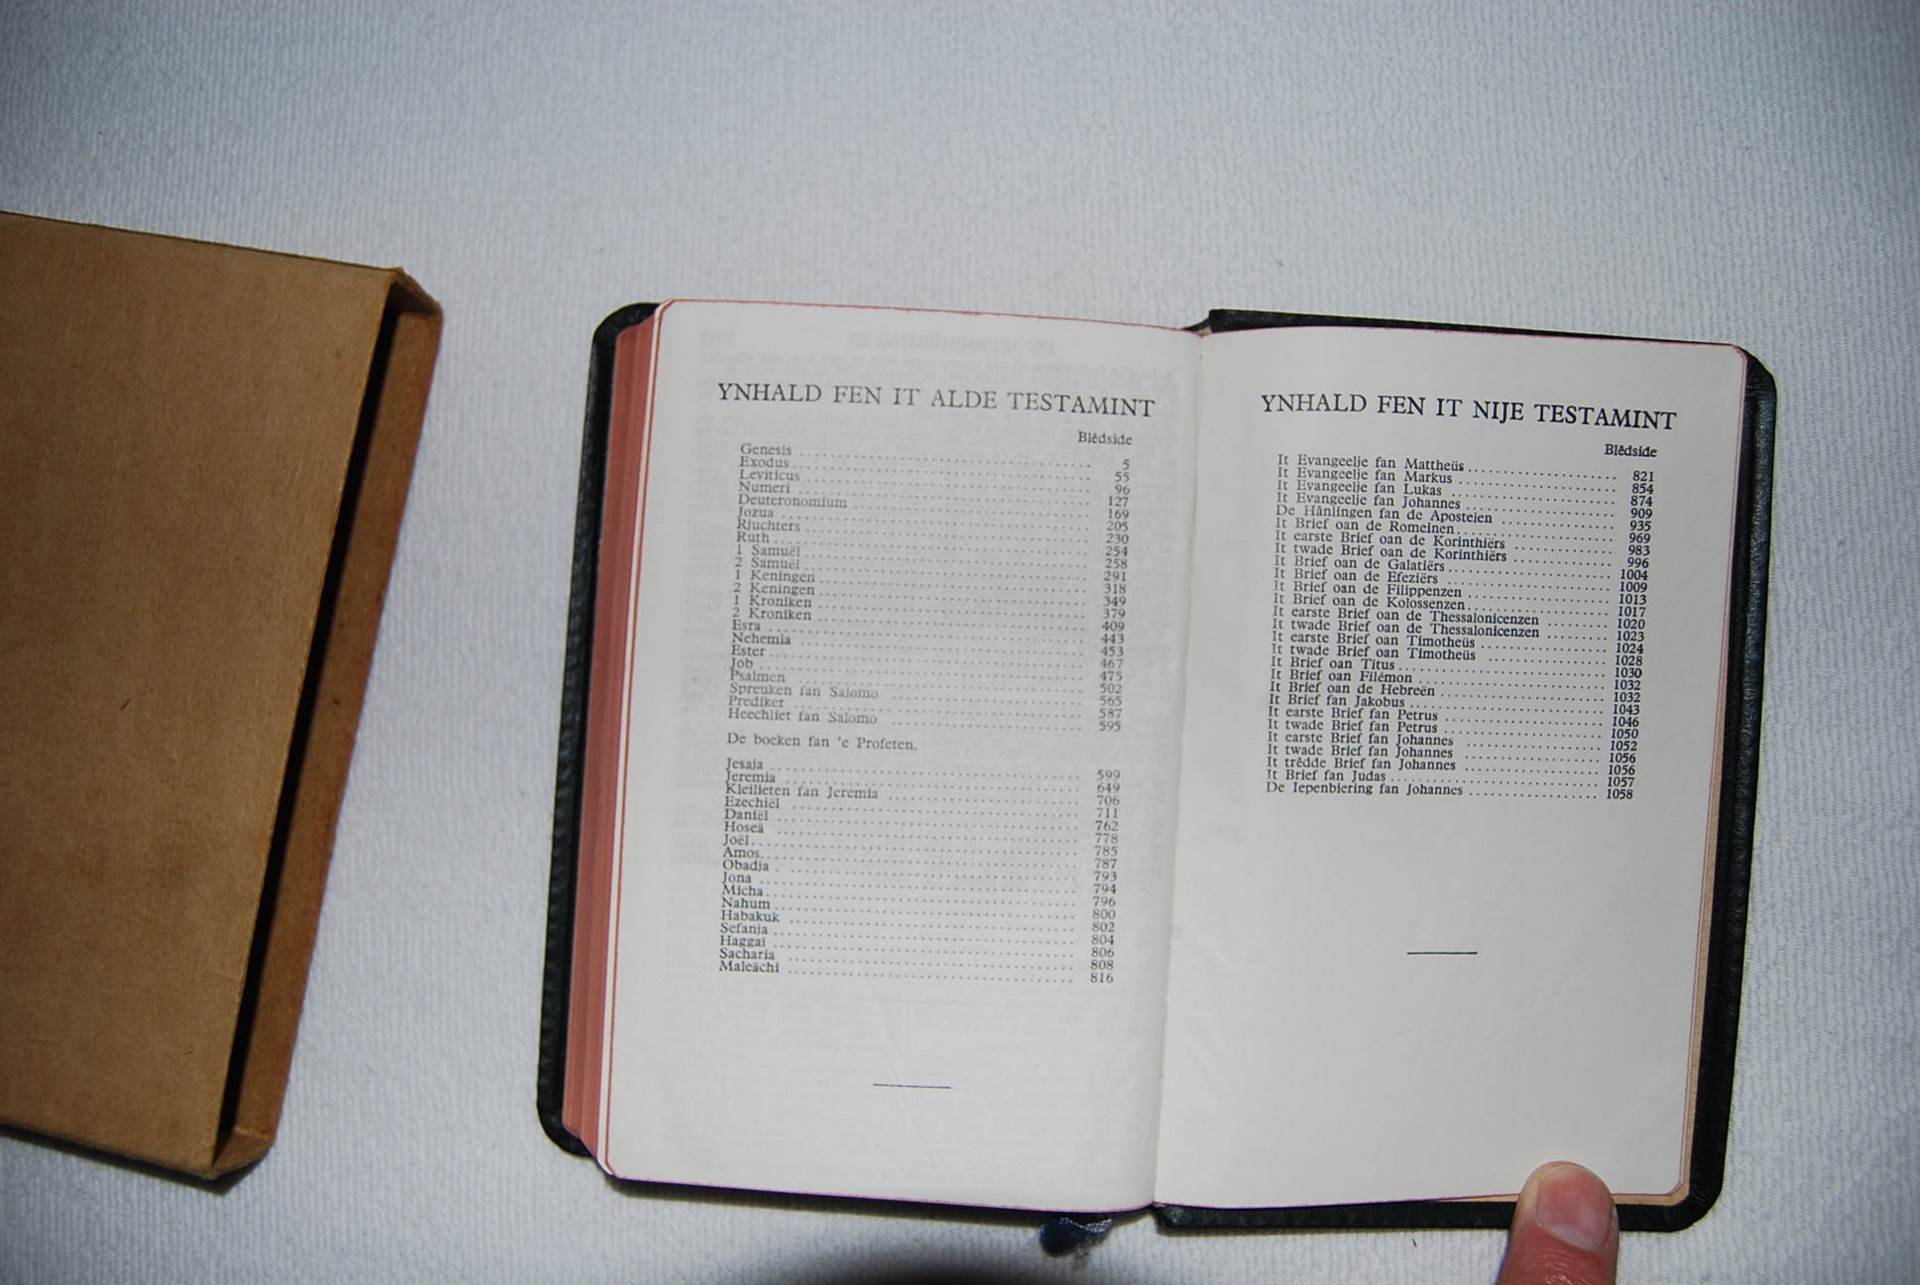 YNHALD FEN IT ALDE TESTAMINT
Blêdside
Genesis 5
Exodus 55
Leviticus 96
Numeri 127
Deuteronomium 169
Jozua 205
Rjuchters 230
Ruth 254
1 Samuël 258
2 Samuël 291
1 Keningen 318
2 Keningen 349
1 Kroniken 379
2 Kroniken 409
Esra 443
Nehemia 453
Ester 467
Job 475
Psalmen 502
Spreuken fan Salomo 565
Prediker 587
Heechliet fan Salomo 595
De boeken fan 'e Profeten.
Jesaja 599
Jeremia 649
Kleilieten fan Jeremia 706
Ezechiël 711
Daniël 762
Hoseä 778
Joël 785
Amos 787
Obadja 793
Jona 794
Micha 796
Nahum 800
Habakuk 802
Sefanja 804
Haggaï 806
Sacharia 808
Maleächi 816
YNHALD FEN IT NIJE TESTAMINT
Blêdside
It Evangeelje fan Mattheüs 821
It Evangeelje fan Markus 854
It Evangeelje fan Lukas 874
It Evangeelje fan Johannes 909
De Hânlingen fan de Aposteien 935
It Brief oan de Romeinen 969
It earste Brief oan de Korinthiërs 983
It twade Brief oan de Korinthiërs 996
It Brief oan de Galatiërs 1004
It Brief oan de Efeziërs 1009
It Brief oan de Filippenzen 1013
It Brief oan de Kolossenzen 1017
It earste Brief oan de Thessalonicenzen 1020
It twade Brief oan de Thessalonicenzen 1023
It earste Brief oan Timotheüs 1024
It twade Brief oan Timotheüs 1028
It Brief oan Titus 1030
It Brief oan Filémon 1032
It Brief oan de Hebreën 1032
It Brief fan Jakobus 1043
It earste Brief fan Petrus 1046
It twade Brief fan Petrus 1050
It earste Brief fan Johannes 1052
It twade Brief fan Johannes 1056
It trêdde Brief fan Johannes 1056
It Brief fan Judas 1057
De Iepenbiering fan Johannes 1058